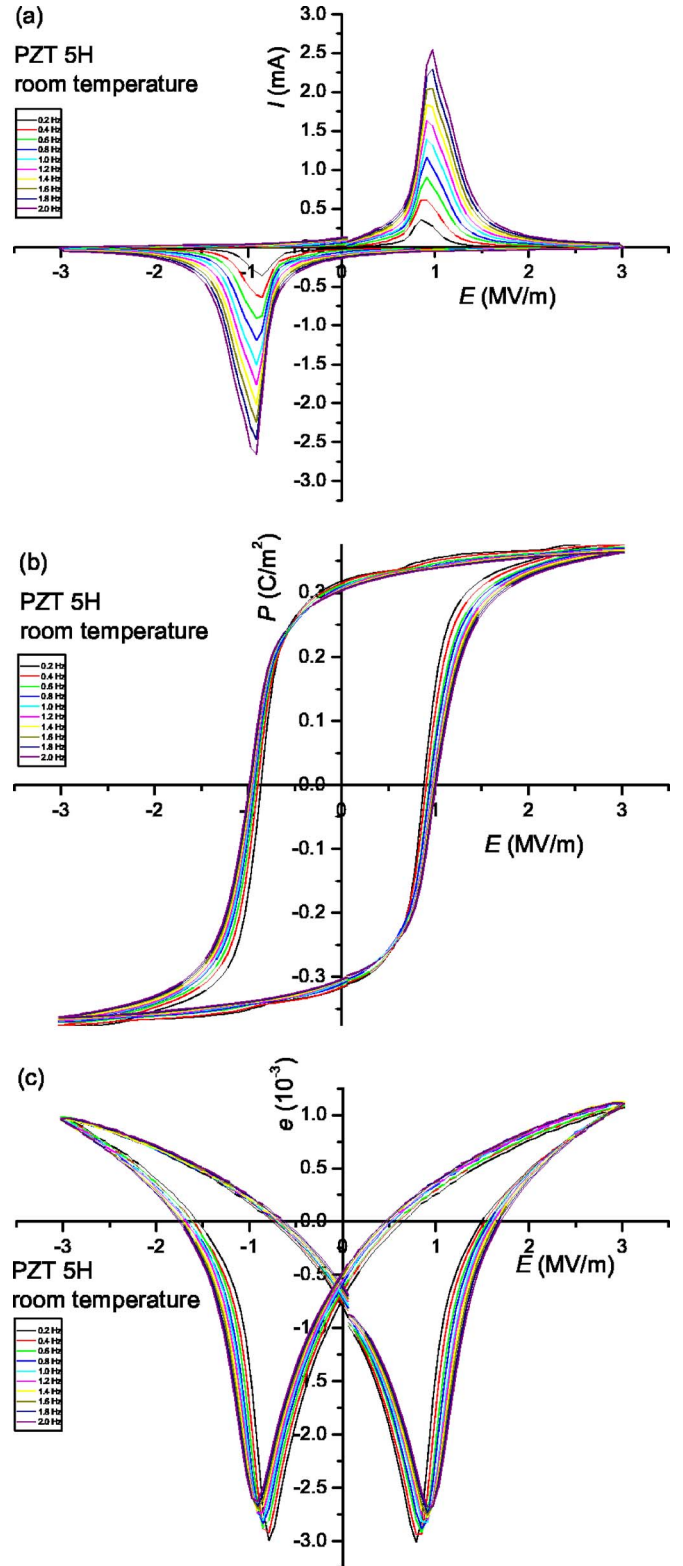 (a)
PZT 5H
room temperature
0.2 Hz
0.4 Hz
0.6 Hz
0.8 Hz
1.0 Hz
1.2 Hz
1.4 Hz
1.6 Hz
1.8 Hz
2.0 Hz
I (mA)
3.0
2.5
2.0
1.5
1.0
0.5
0.0
-0.5
-1.0
-1.5
-2.0
-2.5
-3.0
-3 -2 -1 0 1 2 3
E (MV/m)
(b)
PZT 5H
room temperature
0.2 Hz
0.4 Hz
0.6 Hz
0.8 Hz
1.0 Hz
1.2 Hz
1.4 Hz
1.6 Hz
1.8 Hz
2.0 Hz
P (C/m²)
0.3
0.2
0.1
0.0
-0.1
-0.2
-0.3
-3 -2 -1 0 1 2 3
E (MV/m)
(c)
e (10⁻³)
1.0
0.5
0.0
-0.5
-1.0
-1.5
-2.0
-2.5
-3.0
-3 -2 -1 0 1 2 3
E (MV/m)
PZT 5H
room temperature
0.2 Hz
0.4 Hz
0.6 Hz
0.8 Hz
1.0 Hz
1.2 Hz
1.4 Hz
1.6 Hz
1.8 Hz
2.0 Hz